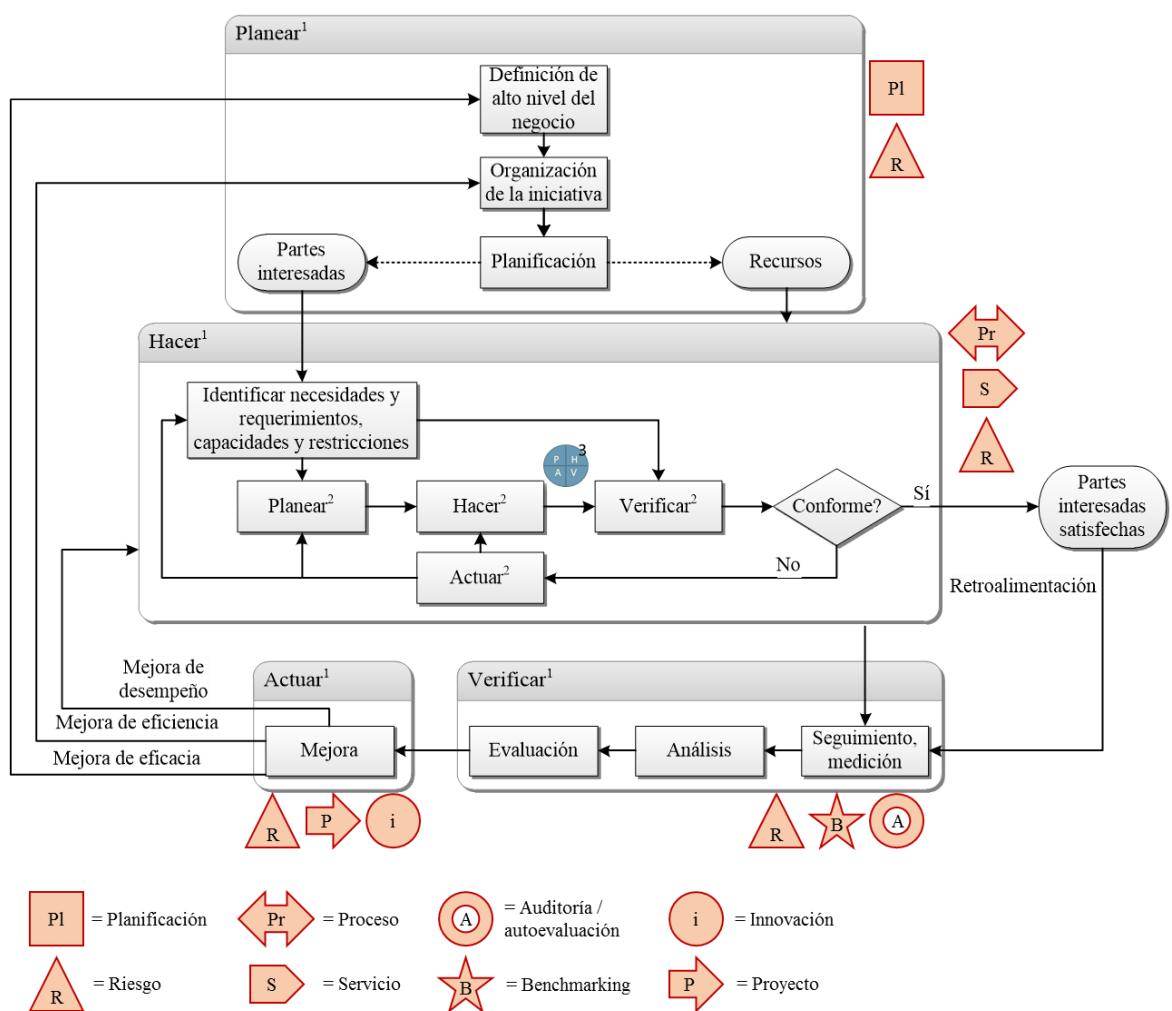 Planear¹
Definición de
alto nivel del
negocio
Pl
Organización
de la iniciativa
R
Partes
interesadas
Planificación
Recursos
Hacer¹
Pr
Identificar necesidades y
requerimientos,
capacidades y restricciones
S
R
3
P H
A V
Planear²
Hacer²
Verificar²
Conforme?
Sí
Partes
interesadas
satisfechas
Actuar²
No
Retroalimentación
Mejora de
desempeño
Actuar¹
Verificar¹
Mejora de eficiencia
Mejora de eficacia
Mejora
Evaluación
Análisis
Seguimiento,
medición
R
P
i
R
B
A
Pl
= Planificación
Pr
= Proceso
A
= Auditoría /
autoevaluación
i
= Innovación
R
= Riesgo
S
= Servicio
B
= Benchmarking
P
= Proyecto